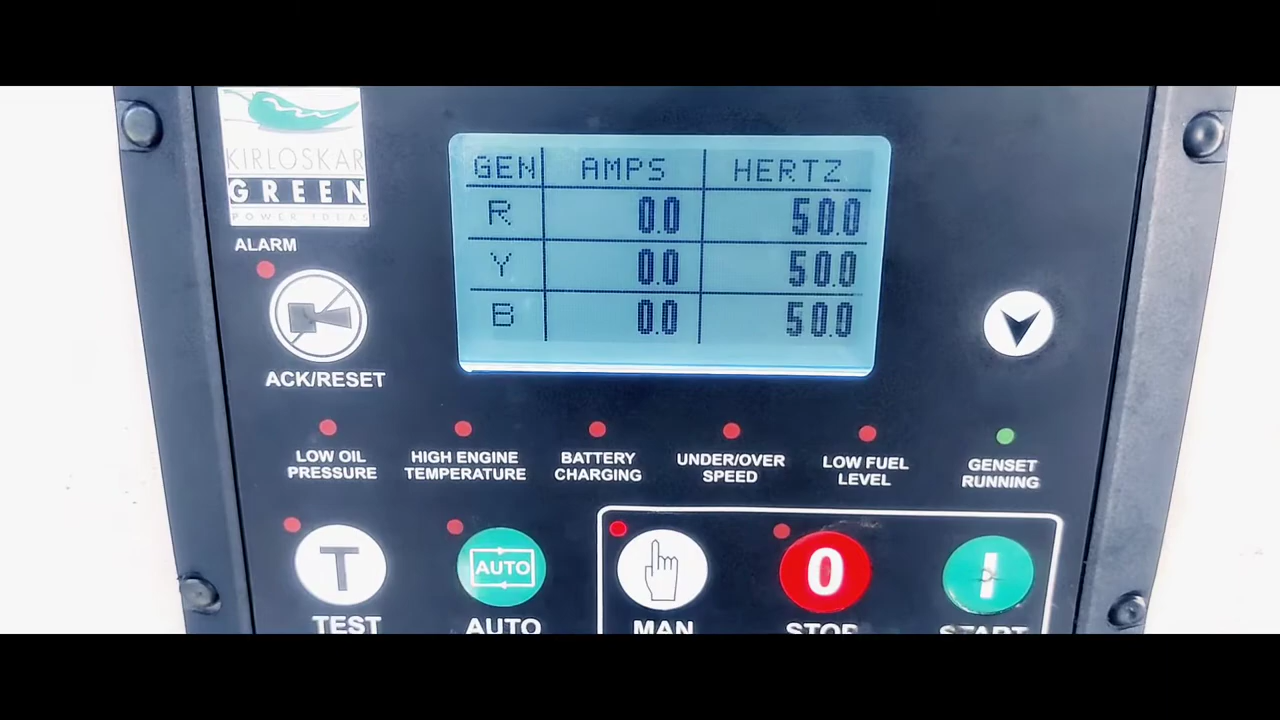 KIRLOSKAR
GREEN
POWER IDEAS
GEN AMPS HERTZ
R 0.0 50.0
Y 0.0 50.0
B 0.0 50.0
ALARM
ACK/RESET
LOW OIL PRESSURE
HIGH ENGINE TEMPERATURE
BATTERY CHARGING
UNDER/OVER SPEED
LOW FUEL LEVEL
GENSET RUNNING
T
AUTO
0
I
TEST
AUTO
MAN
STOP
START